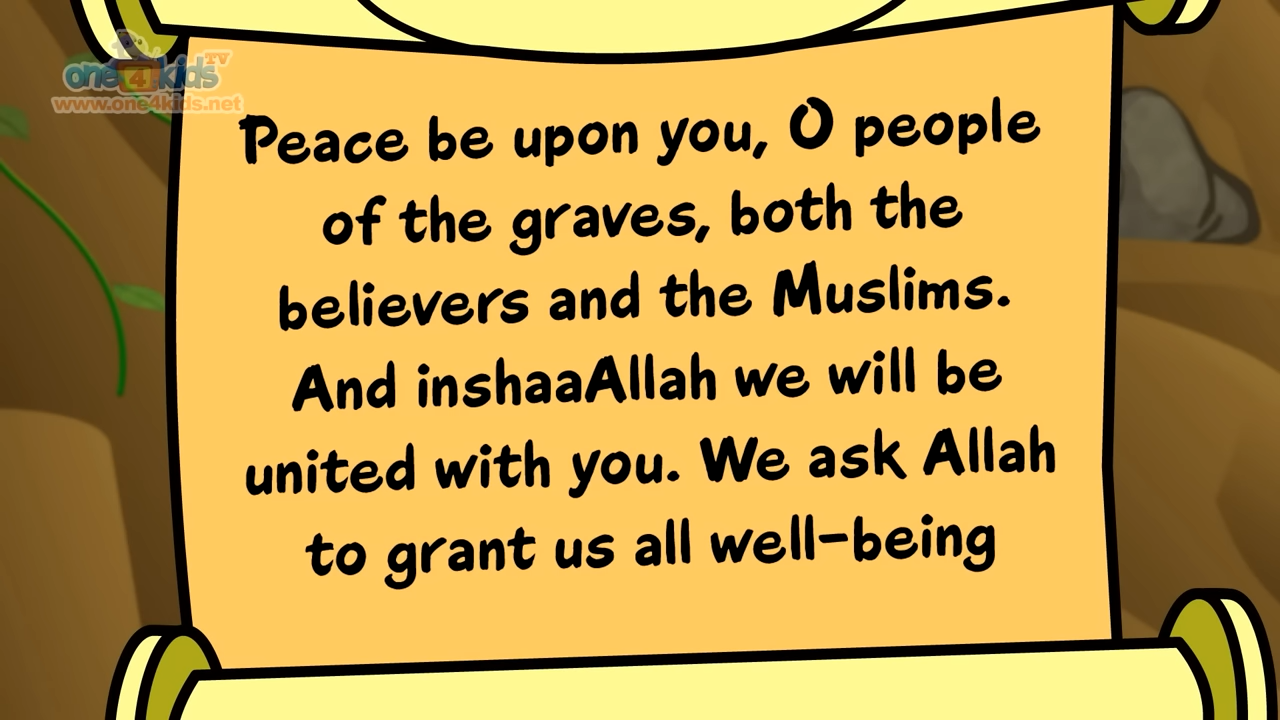 one4kids TV
www.one4kids.net
Peace be upon you, O people
of the graves, both the
believers and the Muslims.
And inshaaAllah we will be
united with you. We ask Allah
to grant us all well-being